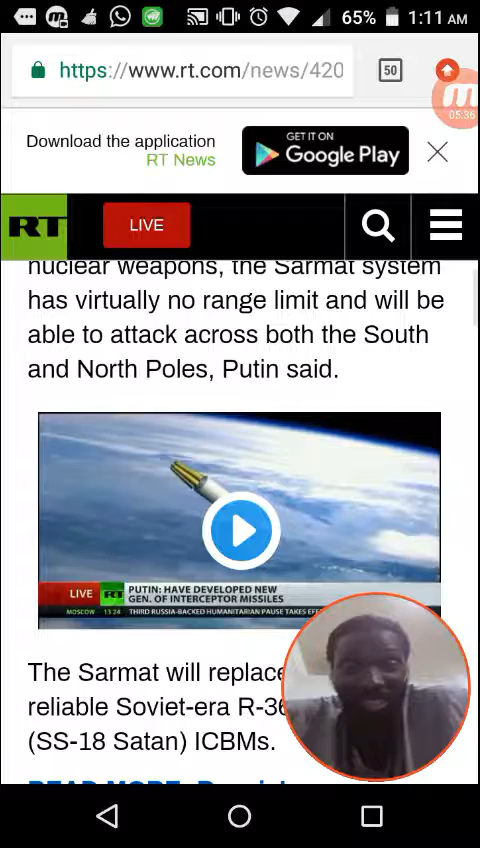 65% 1:11 AM
https://www.rt.com/news/420
50
05:36
Download the application
RT News
GET IT ON
Google Play
RT
LIVE
nuclear weapons, the Sarmat system
has virtually no range limit and will be
able to attack across both the South
and North Poles, Putin said.
LIVE RT PUTIN: HAVE DEVELOPED NEW
GEN. OF INTERCEPTOR MISSILES
MOSCOW 11:24 THIRD RUSSIA-BACKED HUMANITARIAN PAUSE TAKES EFF
The Sarmat will replace
reliable Soviet-era R-36
(SS-18 Satan) ICBMs.
READ MORE: